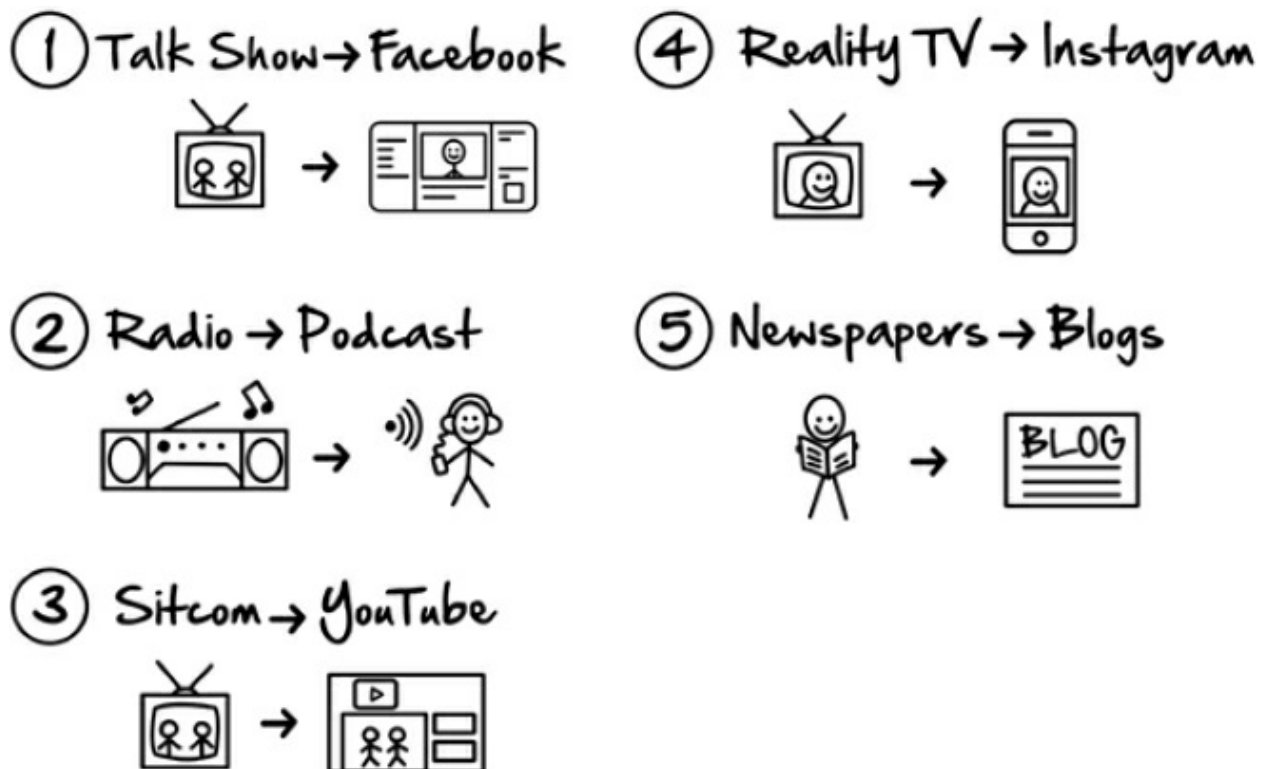 ① Talk Show → Facebook
② Radio → Podcast
③ Sitcom → YouTube
④ Reality TV → Instagram
⑤ Newspapers → Blogs
BLOG